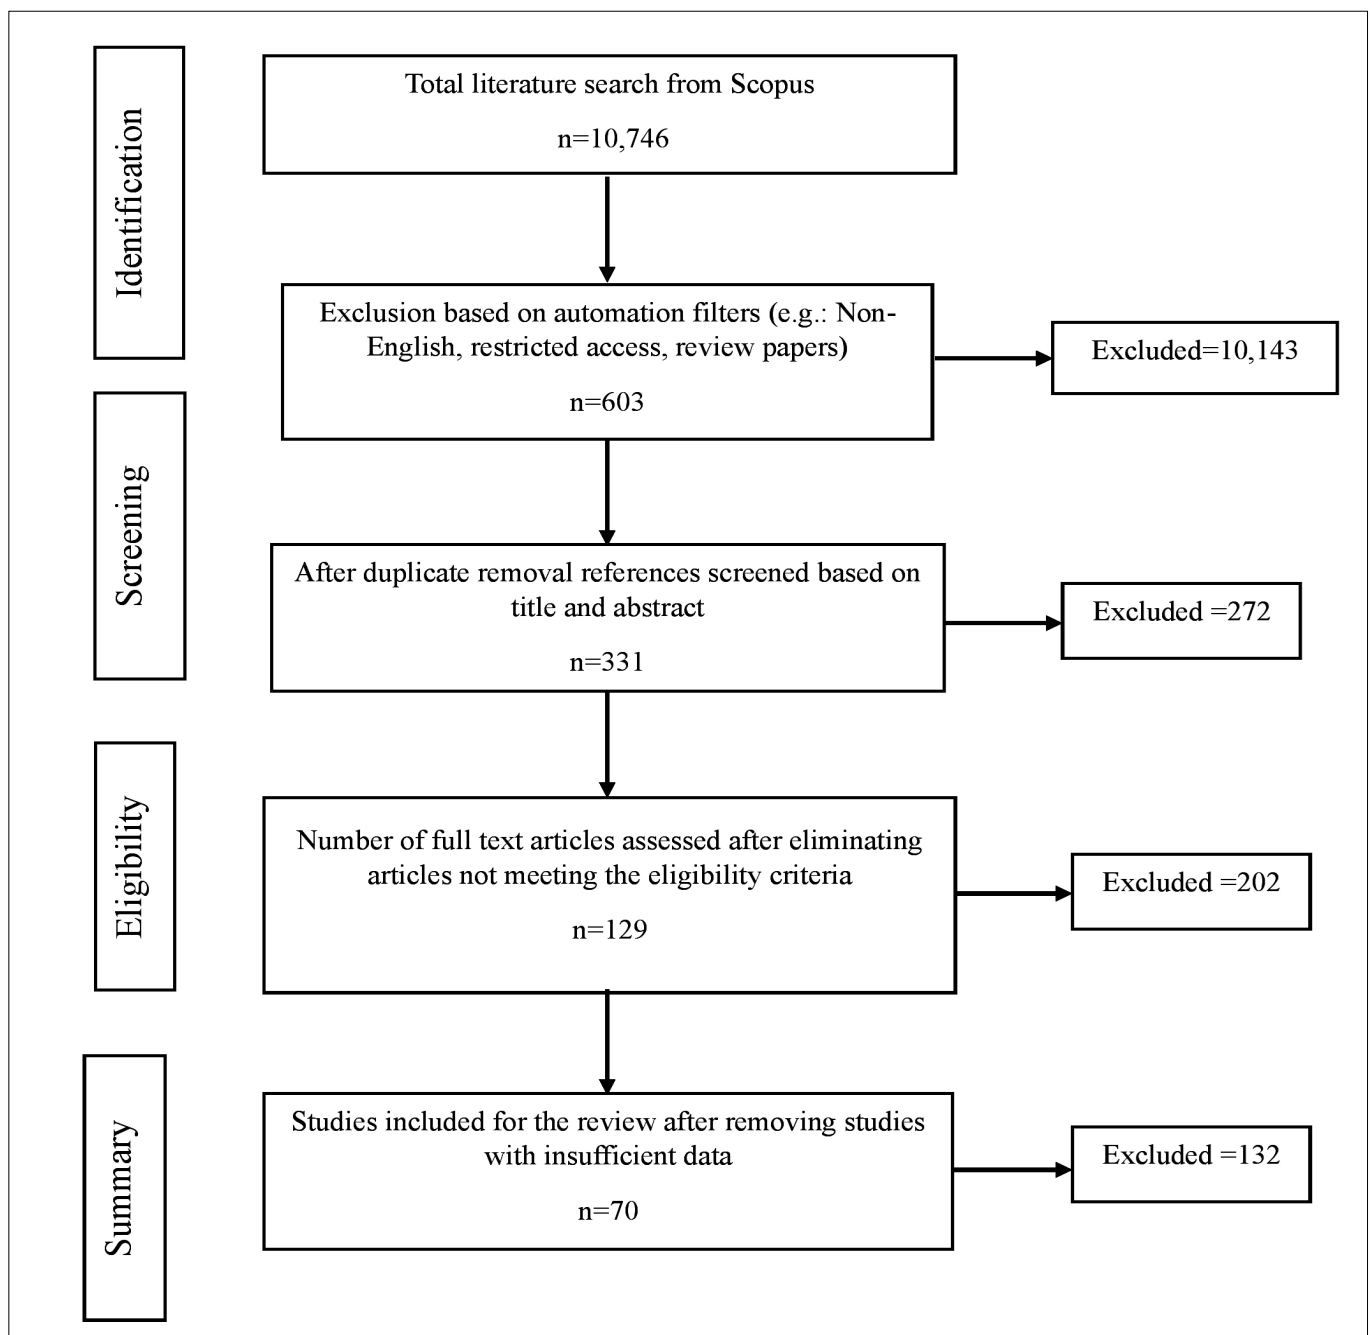 Identification
Total literature search from Scopus
n=10,746
Exclusion based on automation filters (e.g.: Non-
English, restricted access, review papers)
n=603
Excluded=10,143
Screening
After duplicate removal references screened based on
title and abstract
n=331
Excluded =272
Eligibility
Number of full text articles assessed after eliminating
articles not meeting the eligibility criteria
n=129
Excluded =202
Summary
Studies included for the review after removing studies
with insufficient data
n=70
Excluded =132